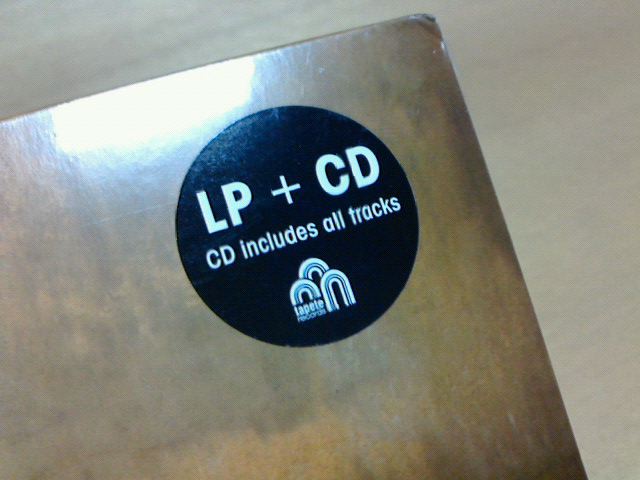 LP + CD
CD includes all tracks
tapete
records